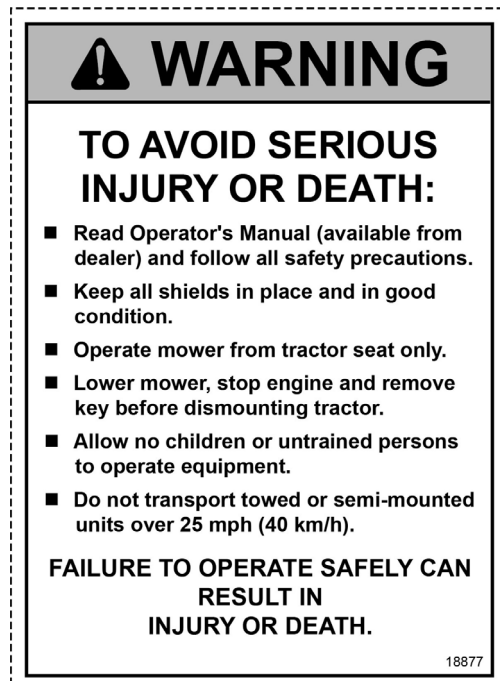 WARNING
TO AVOID SERIOUS
INJURY OR DEATH:
■ Read Operator's Manual (available from
dealer) and follow all safety precautions.
■ Keep all shields in place and in good
condition.
■ Operate mower from tractor seat only.
■ Lower mower, stop engine and remove
key before dismounting tractor.
■ Allow no children or untrained persons
to operate equipment.
■ Do not transport towed or semi-mounted
units over 25 mph (40 km/h).
FAILURE TO OPERATE SAFELY CAN
RESULT IN
INJURY OR DEATH.
18877